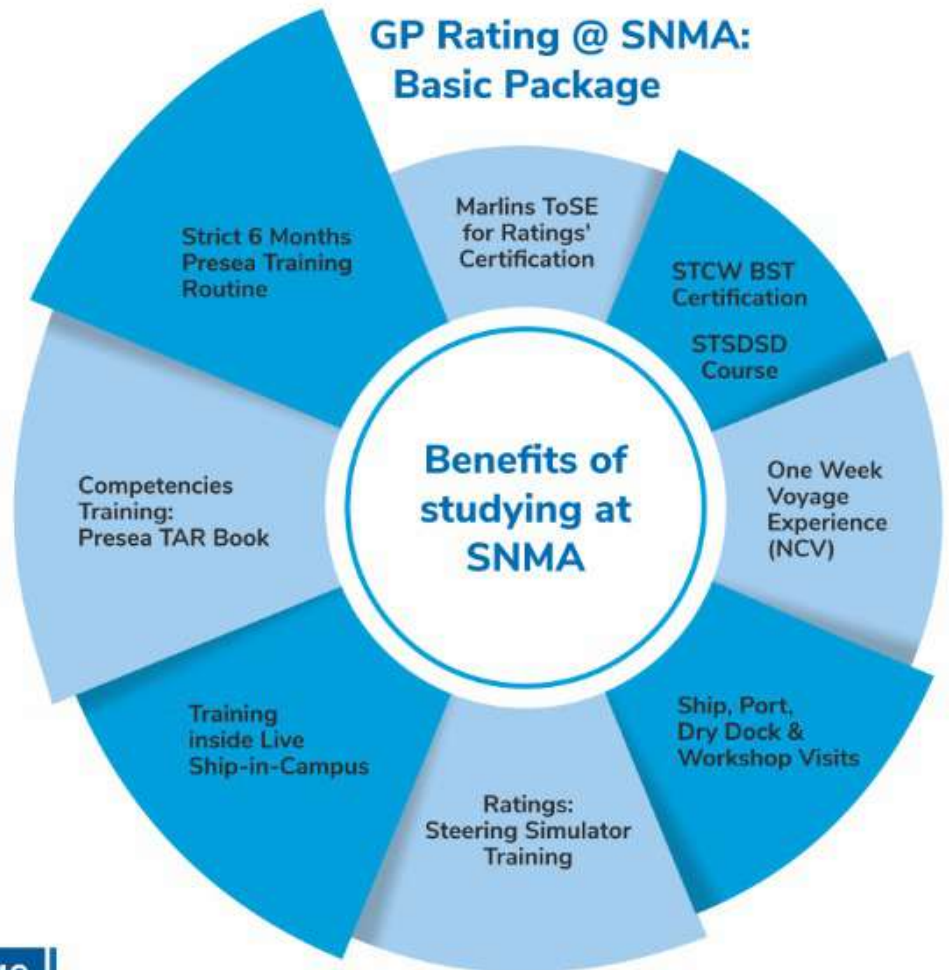 GP Rating @ SNMA:
Basic Package
Marlins ToSE
for Ratings'
Certification
STCW BST
Certification
STSDSD
Course
One Week
Voyage
Experience
(NCV)
Ship, Port,
Dry Dock &
Workshop Visits
Ratings:
Steering Simulator
Training
Training
inside Live
Ship-in-Campus
Competencies
Training:
Presea TAR Book
Strict 6 Months
Presea Training
Routine
Benefits of
studying at
SNMA